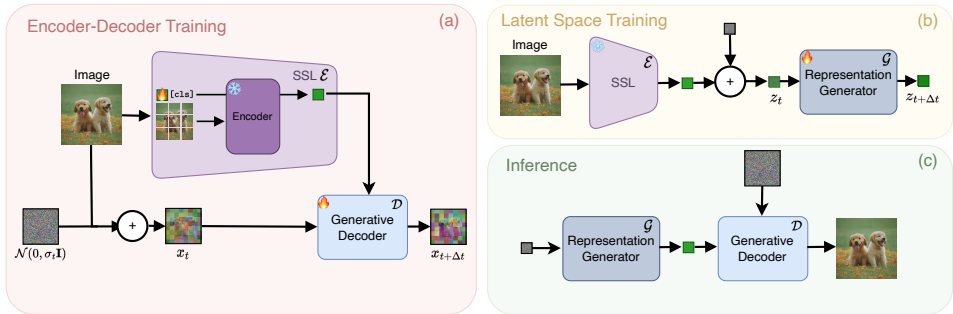 Encoder-Decoder Training
(a)
Image
SSL ℰ
[cls]
Encoder
𝒟
Generative
Decoder
+
𝒩(0, σₜI)
xₜ
xₜ₊Δₜ
Latent Space Training
(b)
Image
ℰ
SSL
+
zₜ
𝒢
Representation
Generator
zₜ₊Δₜ
Inference
(c)
𝒢
Representation
Generator
𝒟
Generative
Decoder